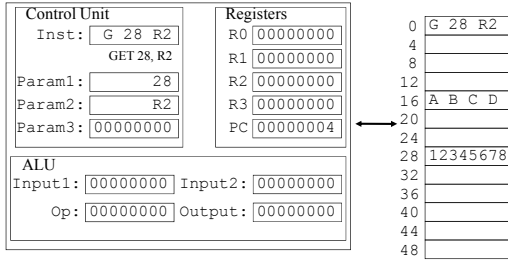 Control Unit
Inst: G 28 R2
GET 28, R2
Param1: 28
Param2: R2
Param3: 00000000
Registers
R0 00000000
R1 00000000
R2 00000000
R3 00000000
PC 00000004
ALU
Input1: 00000000 Input2: 00000000
Op: 00000000 Output: 00000000
0 G 28 R2
4
8
12
16 A B C D
20
24
28 12345678
32
36
40
44
48